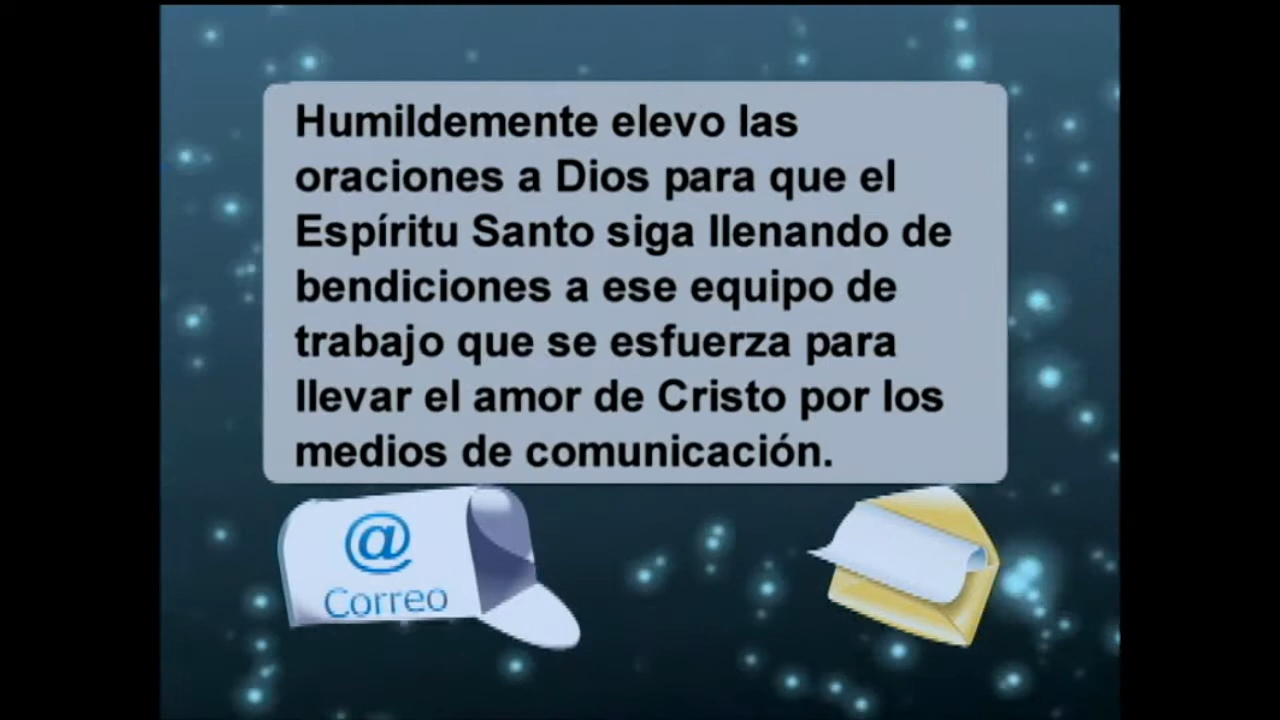 Humildemente elevo las
oraciones a Dios para que el
Espíritu Santo siga llenando de
bendiciones a ese equipo de
trabajo que se esfuerza para
llevar el amor de Cristo por los
medios de comunicación.
@
Correo